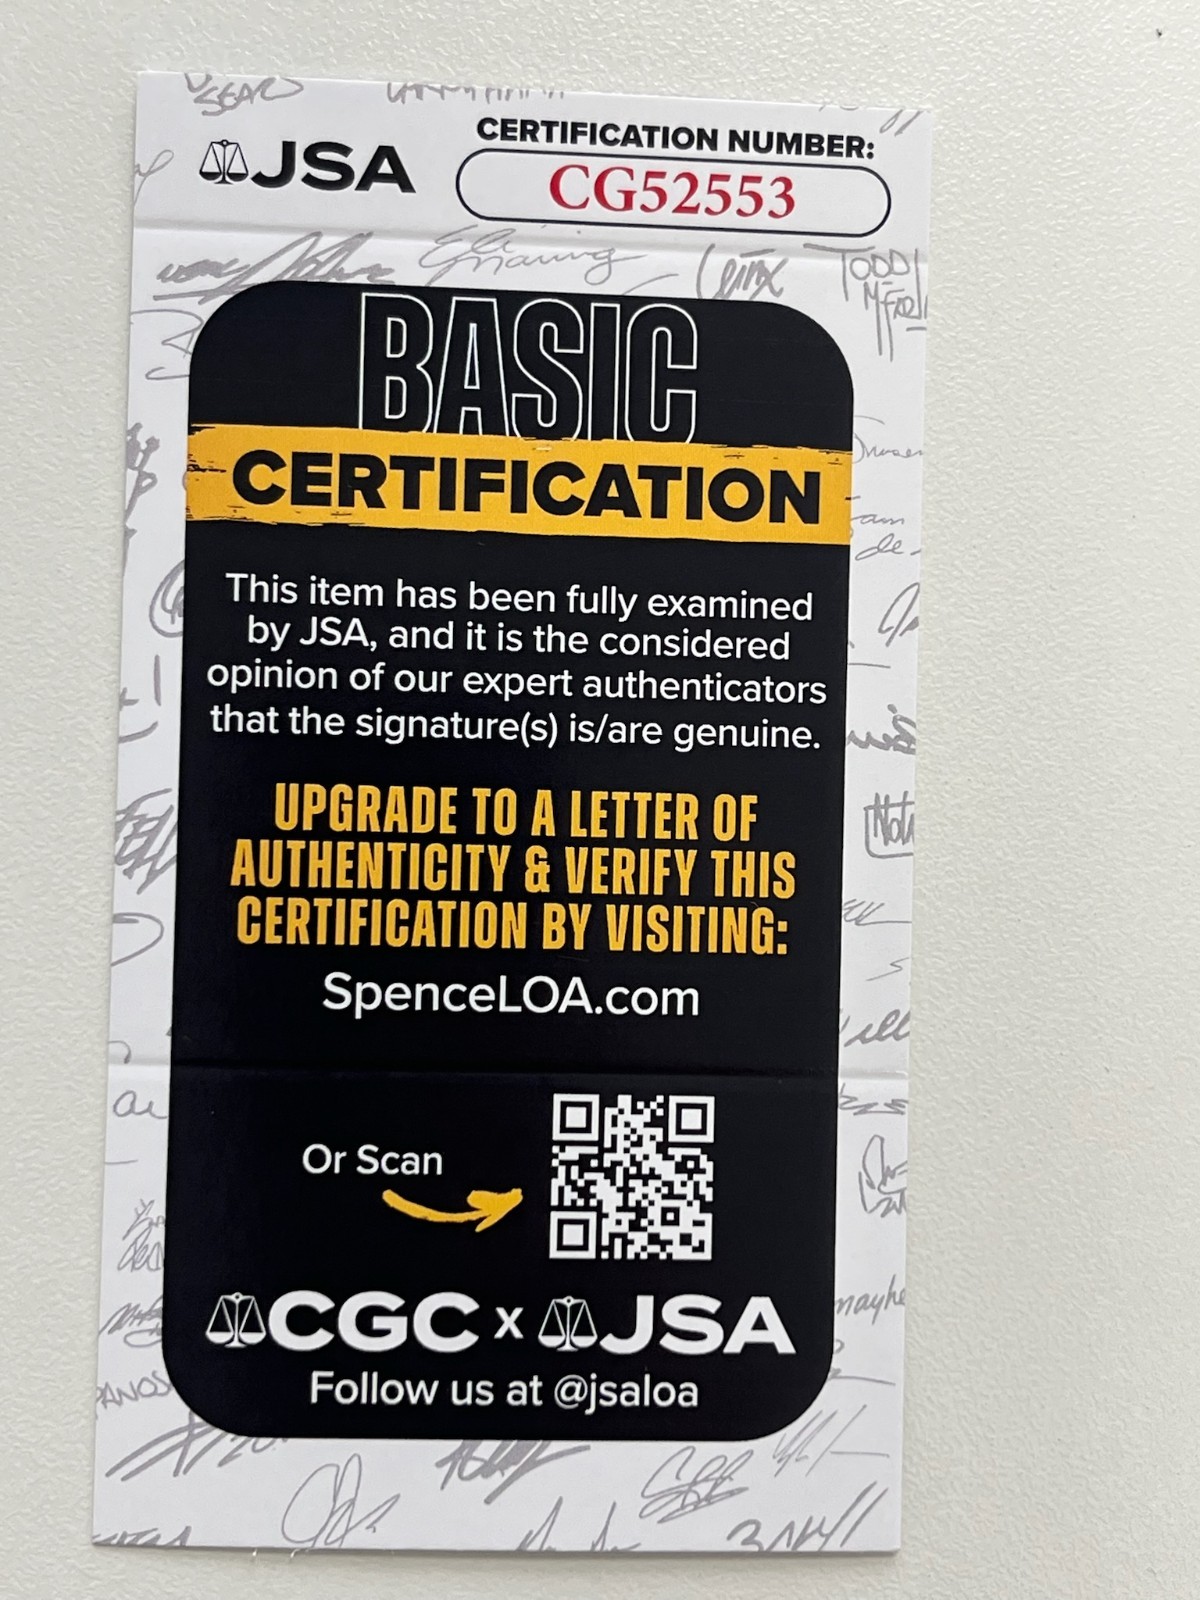 JSA
CERTIFICATION NUMBER:
CG52553
TODD
BASIC
CERTIFICATION
This item has been fully examined
by JSA, and it is the considered
opinion of our expert authenticators
that the signature(s) is/are genuine.
UPGRADE TO A LETTER OF
AUTHENTICITY & VERIFY THIS
CERTIFICATION BY VISITING:
SpenceLOA.com
Or Scan
CGC x JSA
Follow us at @jsaloa